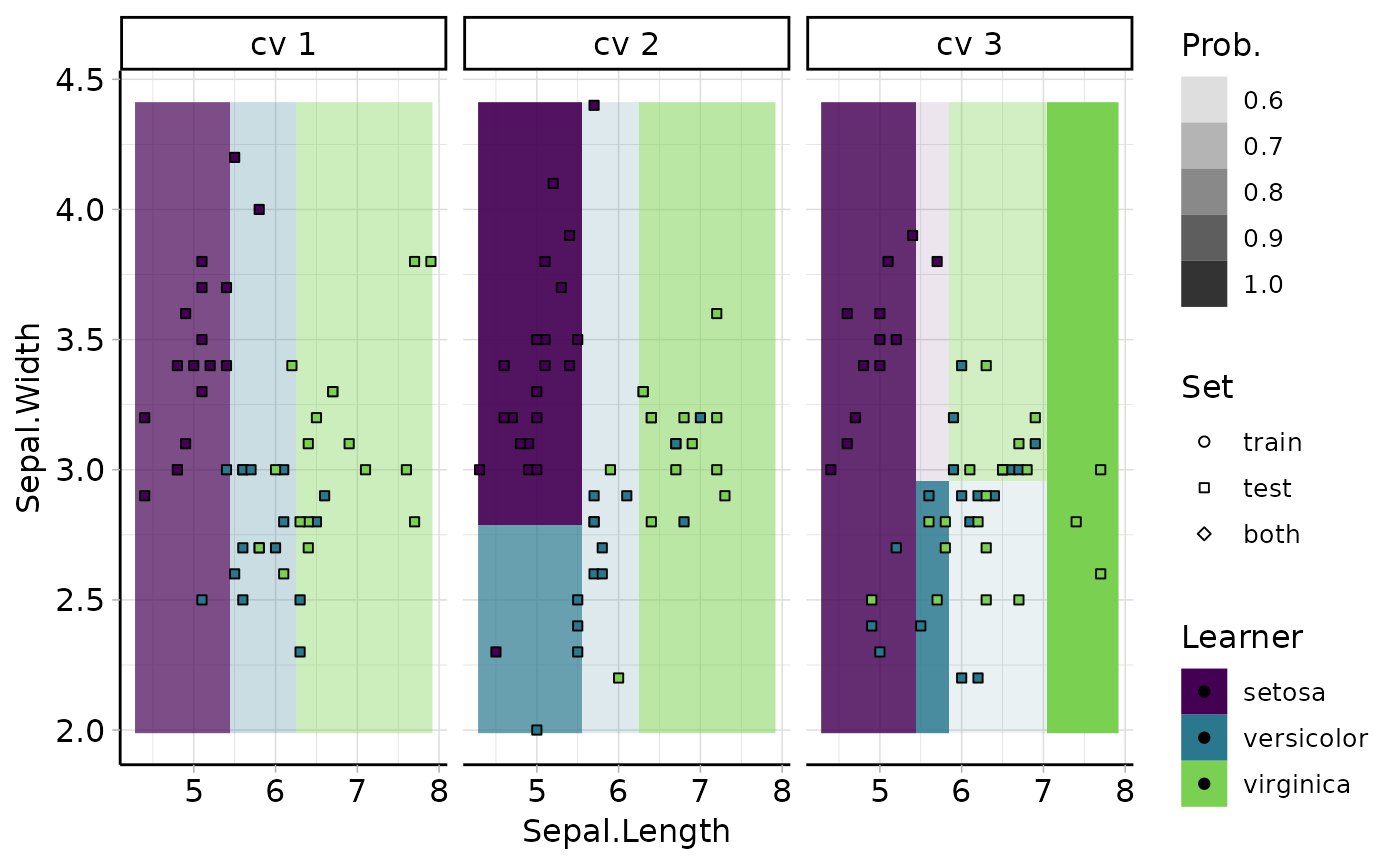 cv 1
cv 2
cv 3
Sepal.Width
4.5
4.0
3.5
3.0
2.5
2.0
5 6 7 8
5 6 7 8
5 6 7 8
Sepal.Length
Prob.
0.6
0.7
0.8
0.9
1.0
Set
train
test
both
Learner
setosa
versicolor
virginica